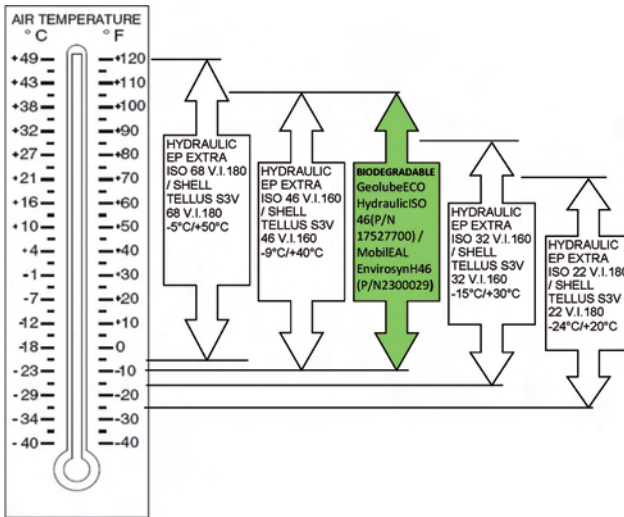 AIR TEMPERATURE
° C ° F
+49 +120
+43 +110
+38 +100
+32 +90
+27 +80
+21 +70
+16 +60
+10 +50
+4 +40
-1 +30
-7 +20
-12 +10
-18 0
-23 -10
-29 -20
-34 -30
-40 -40
HYDRAULIC
EP EXTRA
ISO 68 V.I.180
/ SHELL
TELLUS S3V
68 V.I.180
-5°C/+50°C
HYDRAULIC
EP EXTRA
ISO 46 V.I.160
/ SHELL
TELLUS S3V
46 V.I.160
-9°C/+40°C
BIODEGRADABLE
GeolubeECO
HydraulicISO
46(P/N
17527700) /
MobilEAL
EnvirosynH46
(P/N2300029)
HYDRAULIC
EP EXTRA
ISO 32 V.I.160
/ SHELL
TELLUS S3V
32 V.I.160
-15°C/+30°C
HYDRAULIC
EP EXTRA
ISO 22 V.I.180
/ SHELL
TELLUS S3V
22 V.I.180
-24°C/+20°C